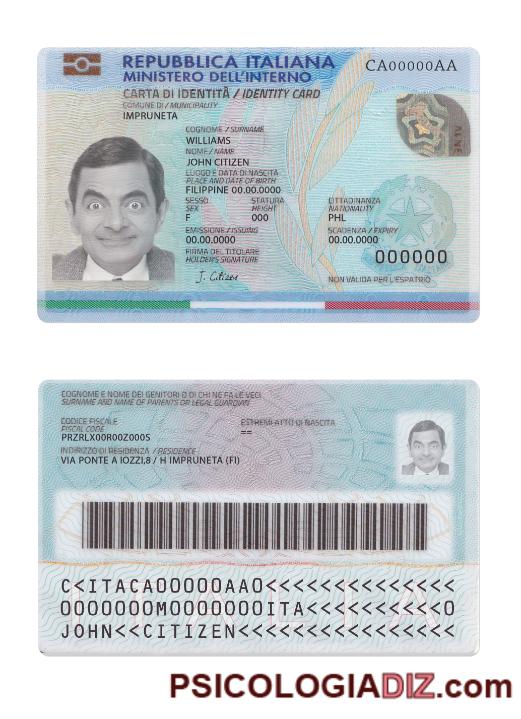 REPUBBLICA ITALIANA
MINISTERO DELL'INTERNO
CA00000AA
CARTA DI IDENTITÀ / IDENTITY CARD
COMUNE DI / MUNICIPALITY
IMPRUNETA
COGNOME / SURNAME
WILLIAMS
NOME / NAME
JOHN CITIZEN
LUOGO E DATA DI NASCITA
PLACE AND DATE OF BIRTH
FILIPPINE 00.00.0000
SESSO STATURA CITTADINANZA
SEX HEIGHT NATIONALITY
F 000 PHL
EMISSIONE / ISSUING SCADENZA / EXPIRY
00.00.0000 00.00.0000
FIRMA DEL TITOLARE
HOLDER'S SIGNATURE
000000
J. Citizen
NON VALIDA PER L'ESPATRIO
COGNOME E NOME DEI GENITORI O DI CHI NE FA LE VECI
SURNAME AND NAME OF PARENTS OR LEGAL GUARDIAN
CODICE FISCALE ESTREMI ATTO DI NASCITA
FISCAL CODE
PRZRLX00R00Z000S ==
INDIRIZZO DI RESIDENZA / RESIDENCE
VIA PONTE A IOZZI,8 / H IMPRUNETA (FI)
C<ITACA00000AA0<<<<<<<<<<<<<<
0000000M0000000ITA<<<<<<<<<<0
JOHN<<CITIZEN<<<<<<<<<<<<<<<<
ITALIA
PSICOLOGIADIZ.com